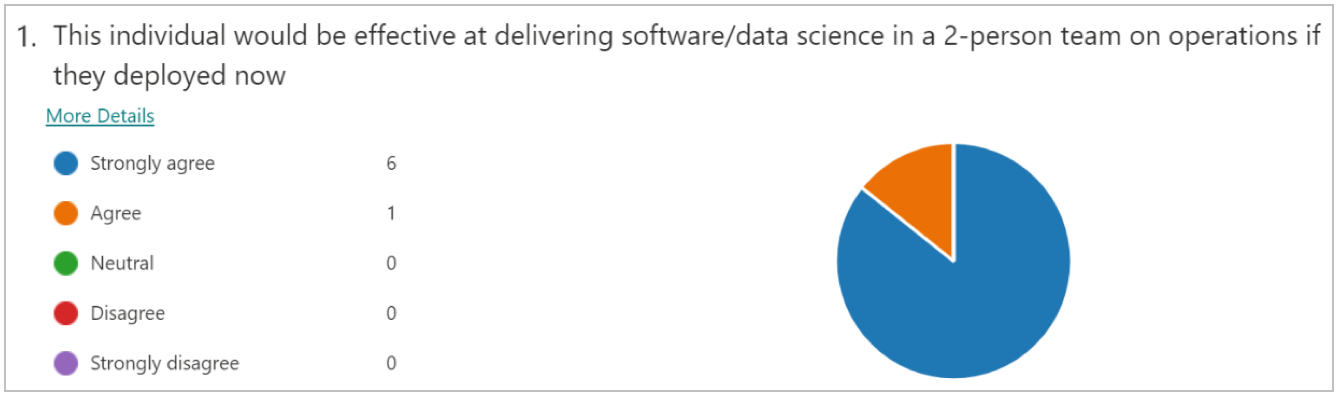 1. This individual would be effective at delivering software/data science in a 2-person team on operations if
they deployed now
More Details
Strongly agree 6
Agree 1
Neutral 0
Disagree 0
Strongly disagree 0